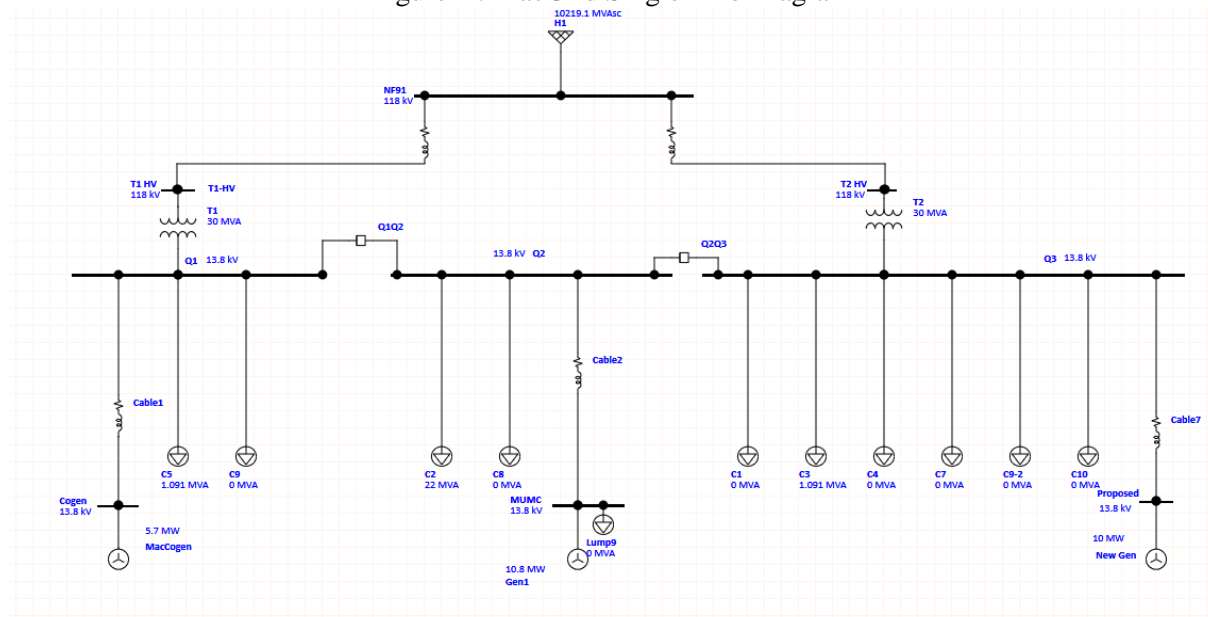 10219.1 MVAsc
H1
NF91
118 kV
T1 HV
118 kV
T1-HV
T1
30 MVA
T2 HV
118 kV
T2
30 MVA
Q1Q2
Q2Q3
Q1 13.8 kV
13.8 kV Q2
Q3 13.8 kV
Cable2
Cable1
Cable7
C5
1.091 MVA
C9
0 MVA
C2
22 MVA
C8
0 MVA
C1
0 MVA
C3
1.091 MVA
C4
0 MVA
C7
0 MVA
C9-2
0 MVA
C10
0 MVA
Cogen
13.8 kV
5.7 MW
MacCogen
MUMC
13.8 kV
Lump9
0 MVA
10.8 MW
Gen1
Proposed
13.8 kV
10 MW
New Gen